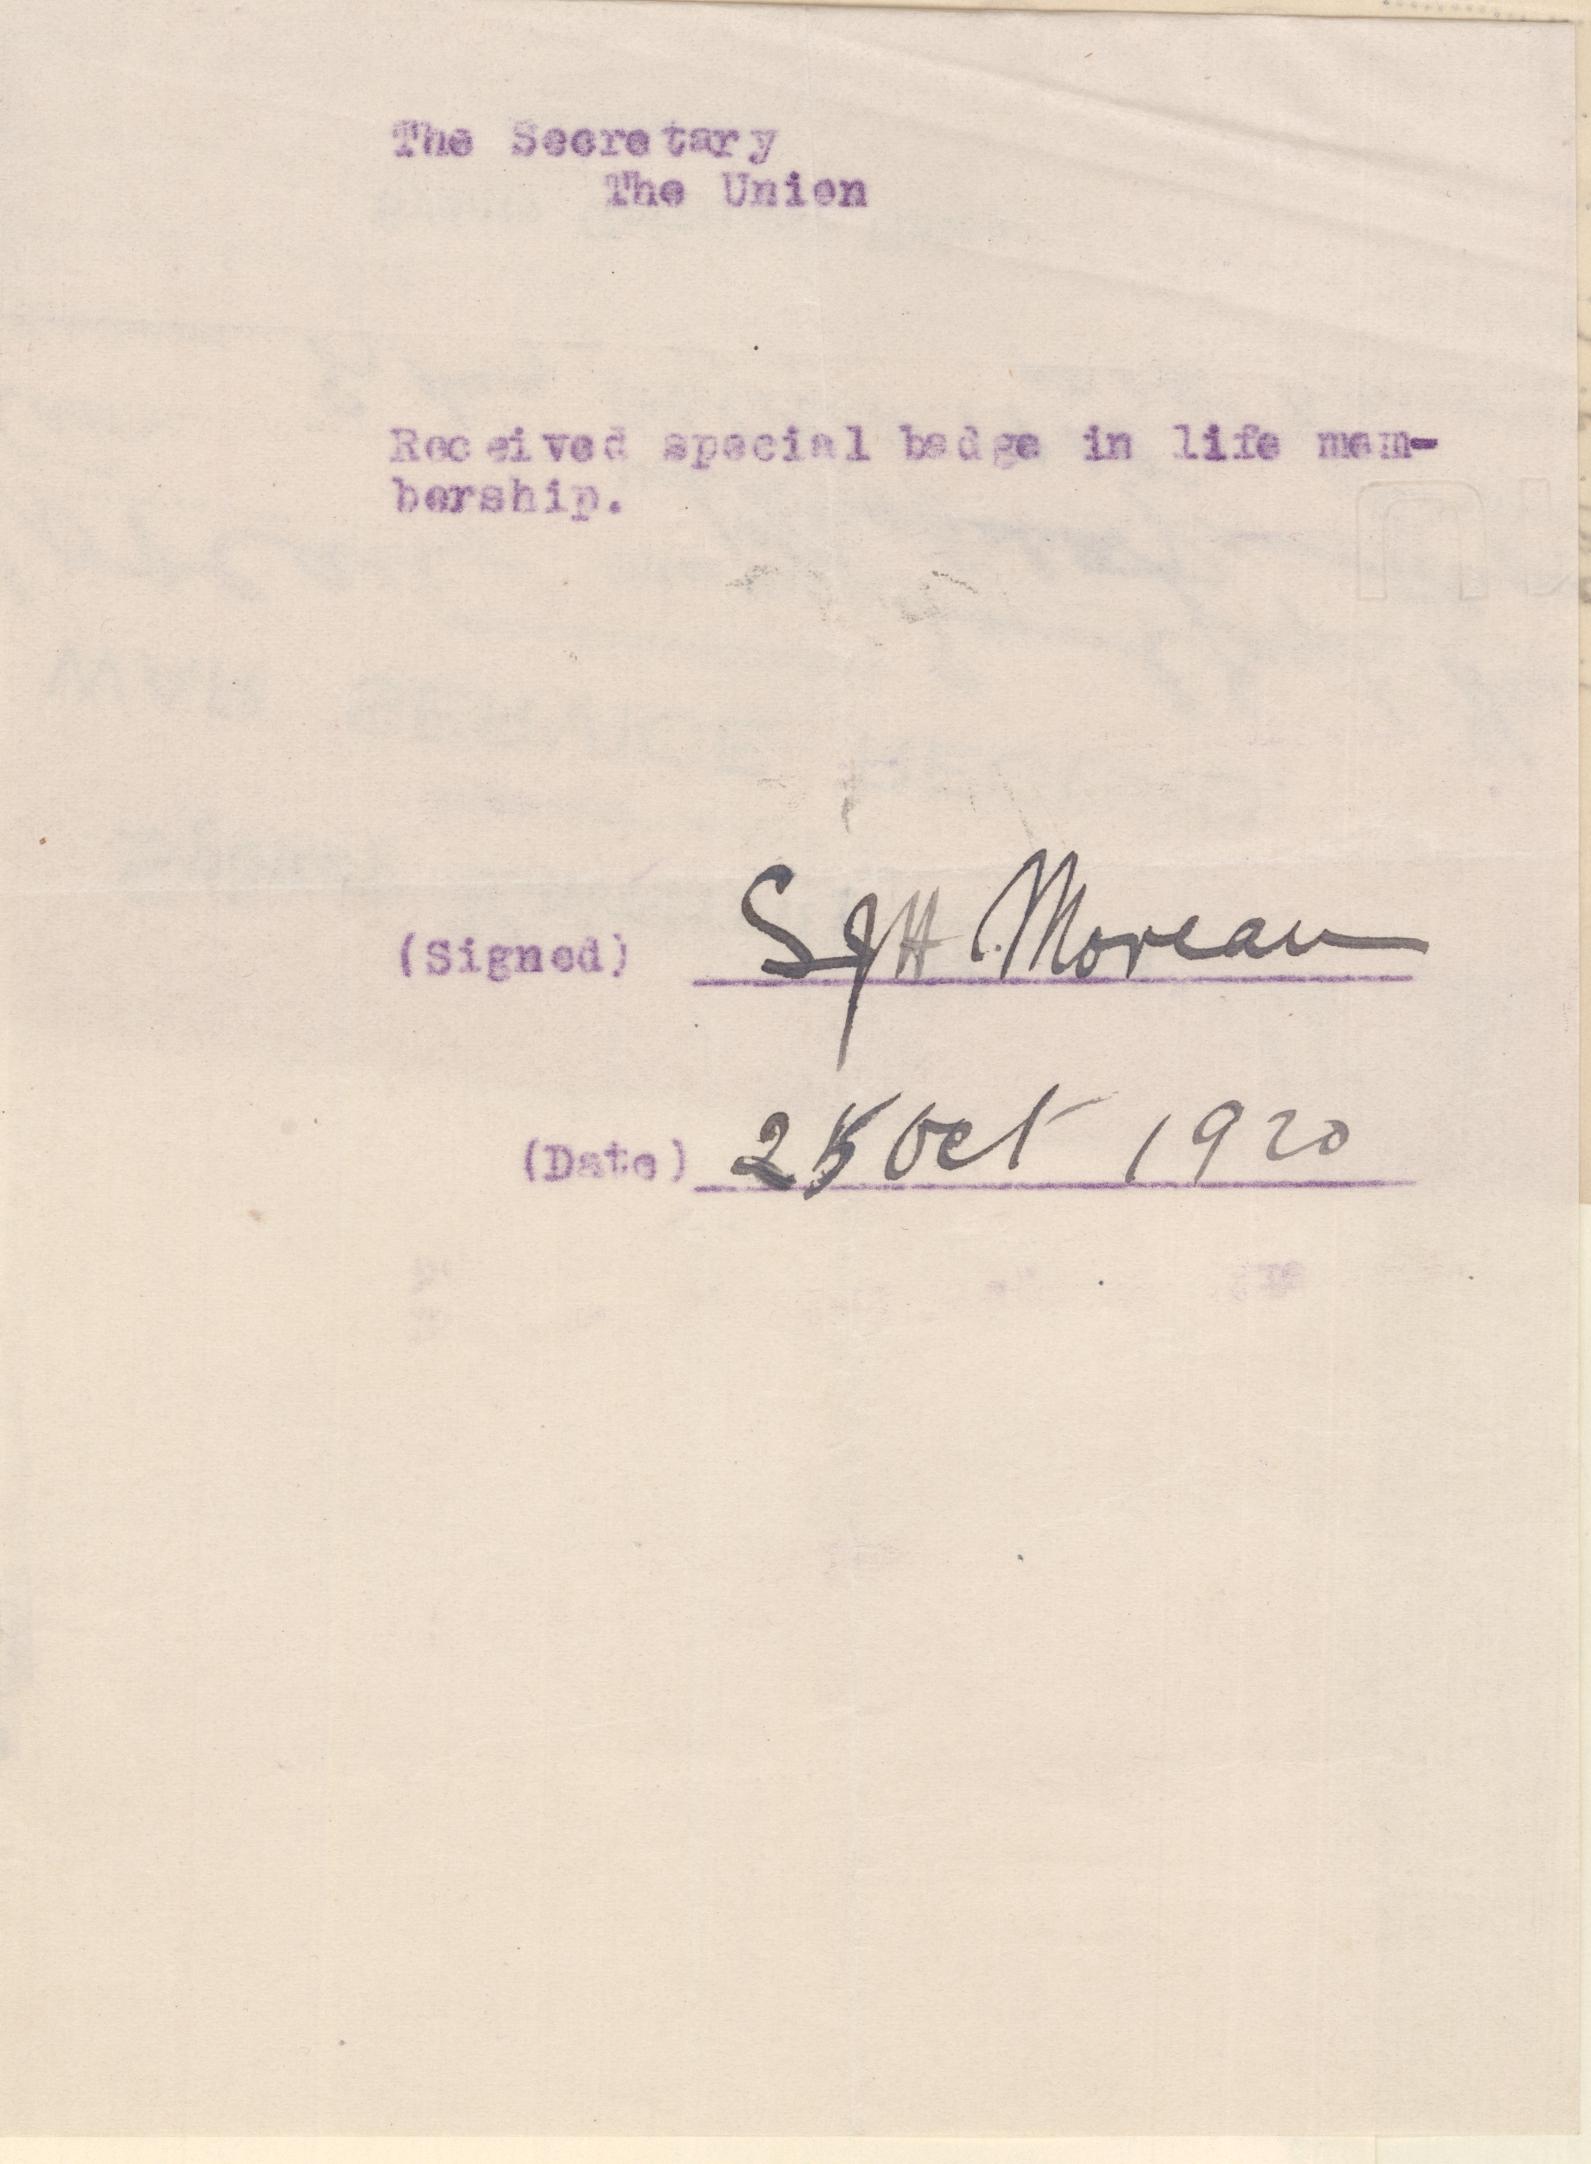 The Secretary
The Union
Received special badge in life mem-
bership.
(Signed) S J H. Moreau
(Date) 25 Oct 1920